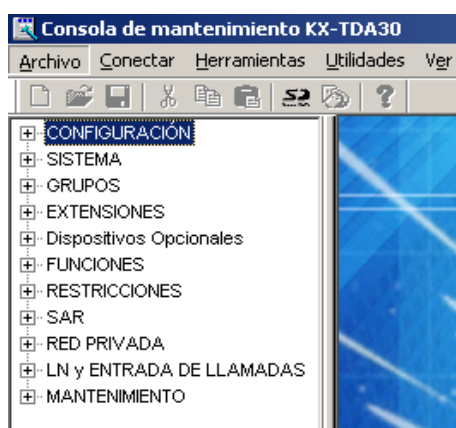 Consola de mantenimiento KX-TDA30
Archivo Conectar Herramientas Utilidades Ver
CONFIGURACIÓN
SISTEMA
GRUPOS
EXTENSIONES
Dispositivos Opcionales
FUNCIONES
RESTRICCIONES
SAR
RED PRIVADA
LN y ENTRADA DE LLAMADAS
MANTENIMIENTO